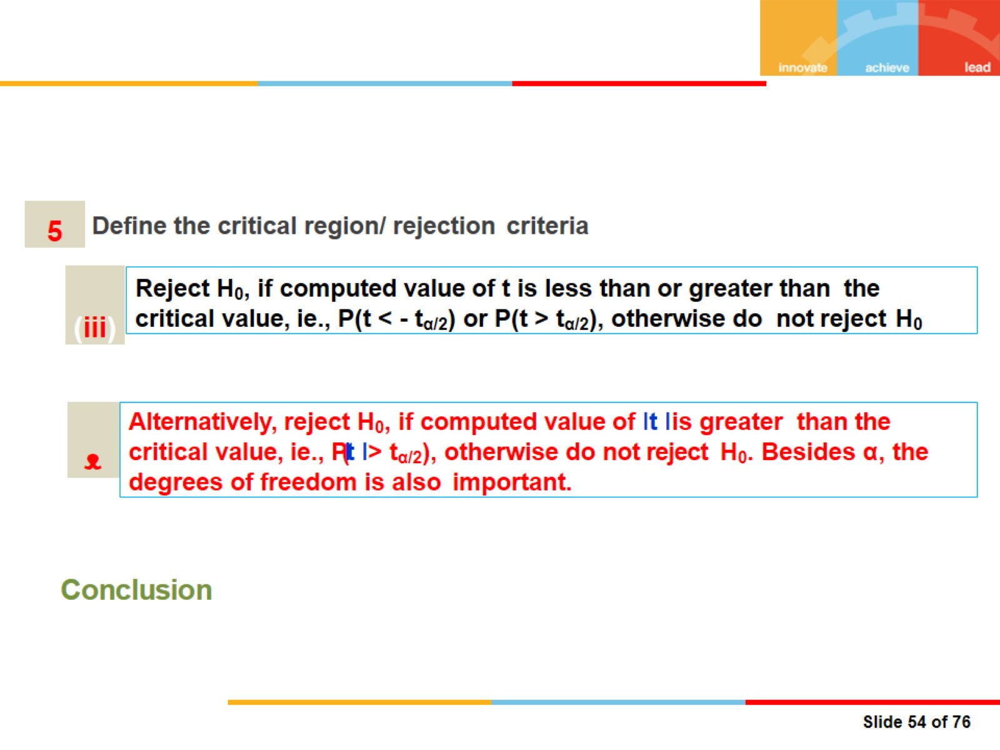 innovate achieve lead
5 Define the critical region/ rejection criteria
(iii) Reject H₀, if computed value of t is less than or greater than the
critical value, ie., P(t < - tα/2) or P(t > tα/2), otherwise do not reject H₀
Alternatively, reject H₀, if computed value of |t | is greater than the
critical value, ie., P(t |> tα/2), otherwise do not reject H₀. Besides α, the
degrees of freedom is also important.
Conclusion
Slide 54 of 76